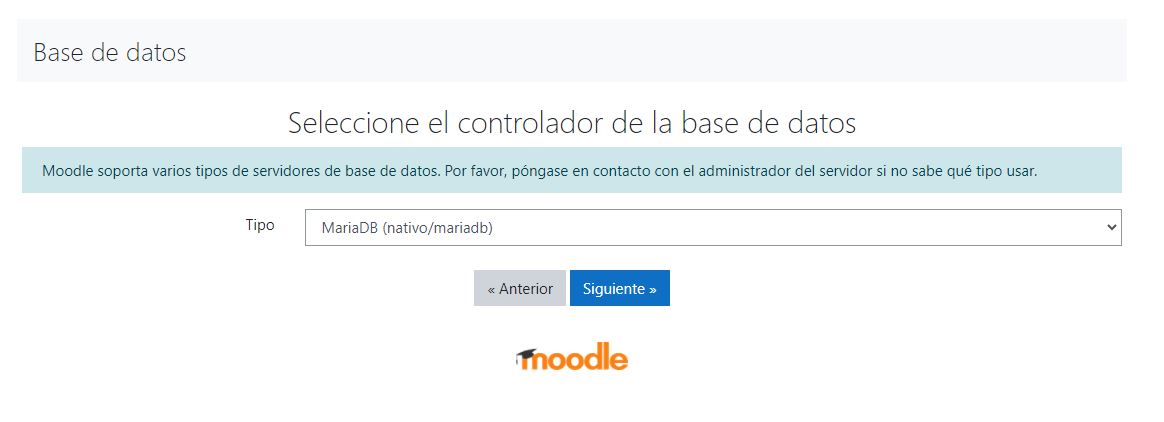 Base de datos
Seleccione el controlador de la base de datos
Moodle soporta varios tipos de servidores de base de datos. Por favor, póngase en contacto con el administrador del servidor si no sabe qué tipo usar.
Tipo
MariaDB (nativo/mariadb)
« Anterior
Siguiente »
moodle